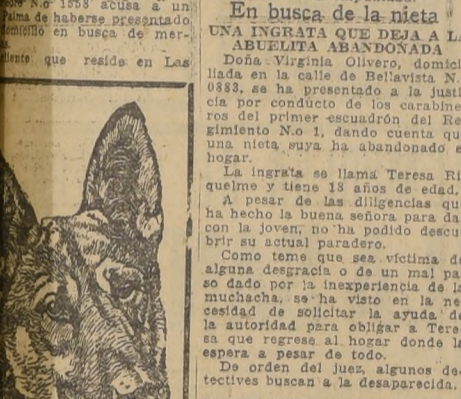 N.o 1558 acusa a un
Palma de haberse presentado
domicilio en busca de mer-
cliente que reside en Las
En busca de la nieta
UNA INGRATA QUE DEJA A LA
ABUELITA ABANDONADA
Doña Virginia Olivero, domici
liada en la calle de Bellavista N.
0883, se ha presentado a la justi
cia por conducto de los carabine
ros del primer escuadrón del Re
gimiento N.o 1, dando cuenta qu
una nieta suya ha abandonado e
hogar.
La ingrata se llama Teresa Ri
quelme y tiene 18 años de edad.
A pesar de las diligencias qu
ha hecho la buena señora para da
con la joven, no ha podido descu
brir su actual paradero.
Como teme que sea víctima d
alguna desgracia o de un mal pa
so dado por la inexperiencia de la
muchacha, se ha visto en la ne
cesidad de solicitar la ayuda de
la autoridad para obligar a Tere
sa que regrese al hogar donde la
espera a pesar de todo.
De orden del juez, algunos de
tectives buscan a la desaparecida.